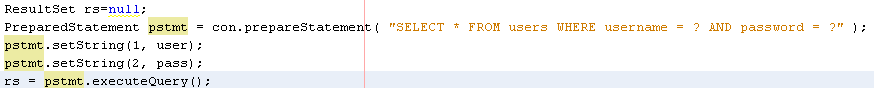 ResultSet rs=null;
PreparedStatement pstmt = con.prepareStatement( "SELECT * FROM users WHERE username = ? AND password = ?" );
pstmt.setString(1, user);
pstmt.setString(2, pass);
rs = pstmt.executeQuery();